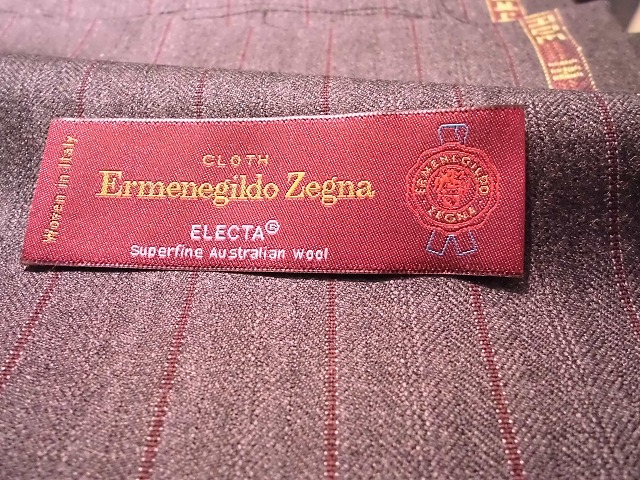 Woven in Italy
CLOTH
Ermenegildo Zegna
ELECTA®
Superfine Australian Wool
ERMENEGILDO
ZEGNA